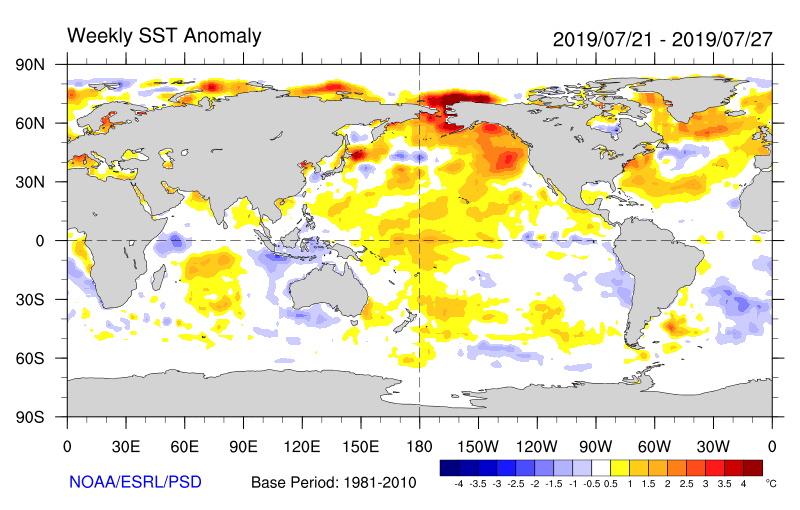 Weekly SST Anomaly
2019/07/21 - 2019/07/27
90N
60N
30N
0
30S
60S
90S
0 30E 60E 90E 120E 150E 180 150W 120W 90W 60W 30W 0
NOAA/ESRL/PSD
Base Period: 1981-2010
-4 -3.5 -3 -2.5 -2 -1.5 -1 -0.5 0.5 1 1.5 2 2.5 3 3.5 4 °C